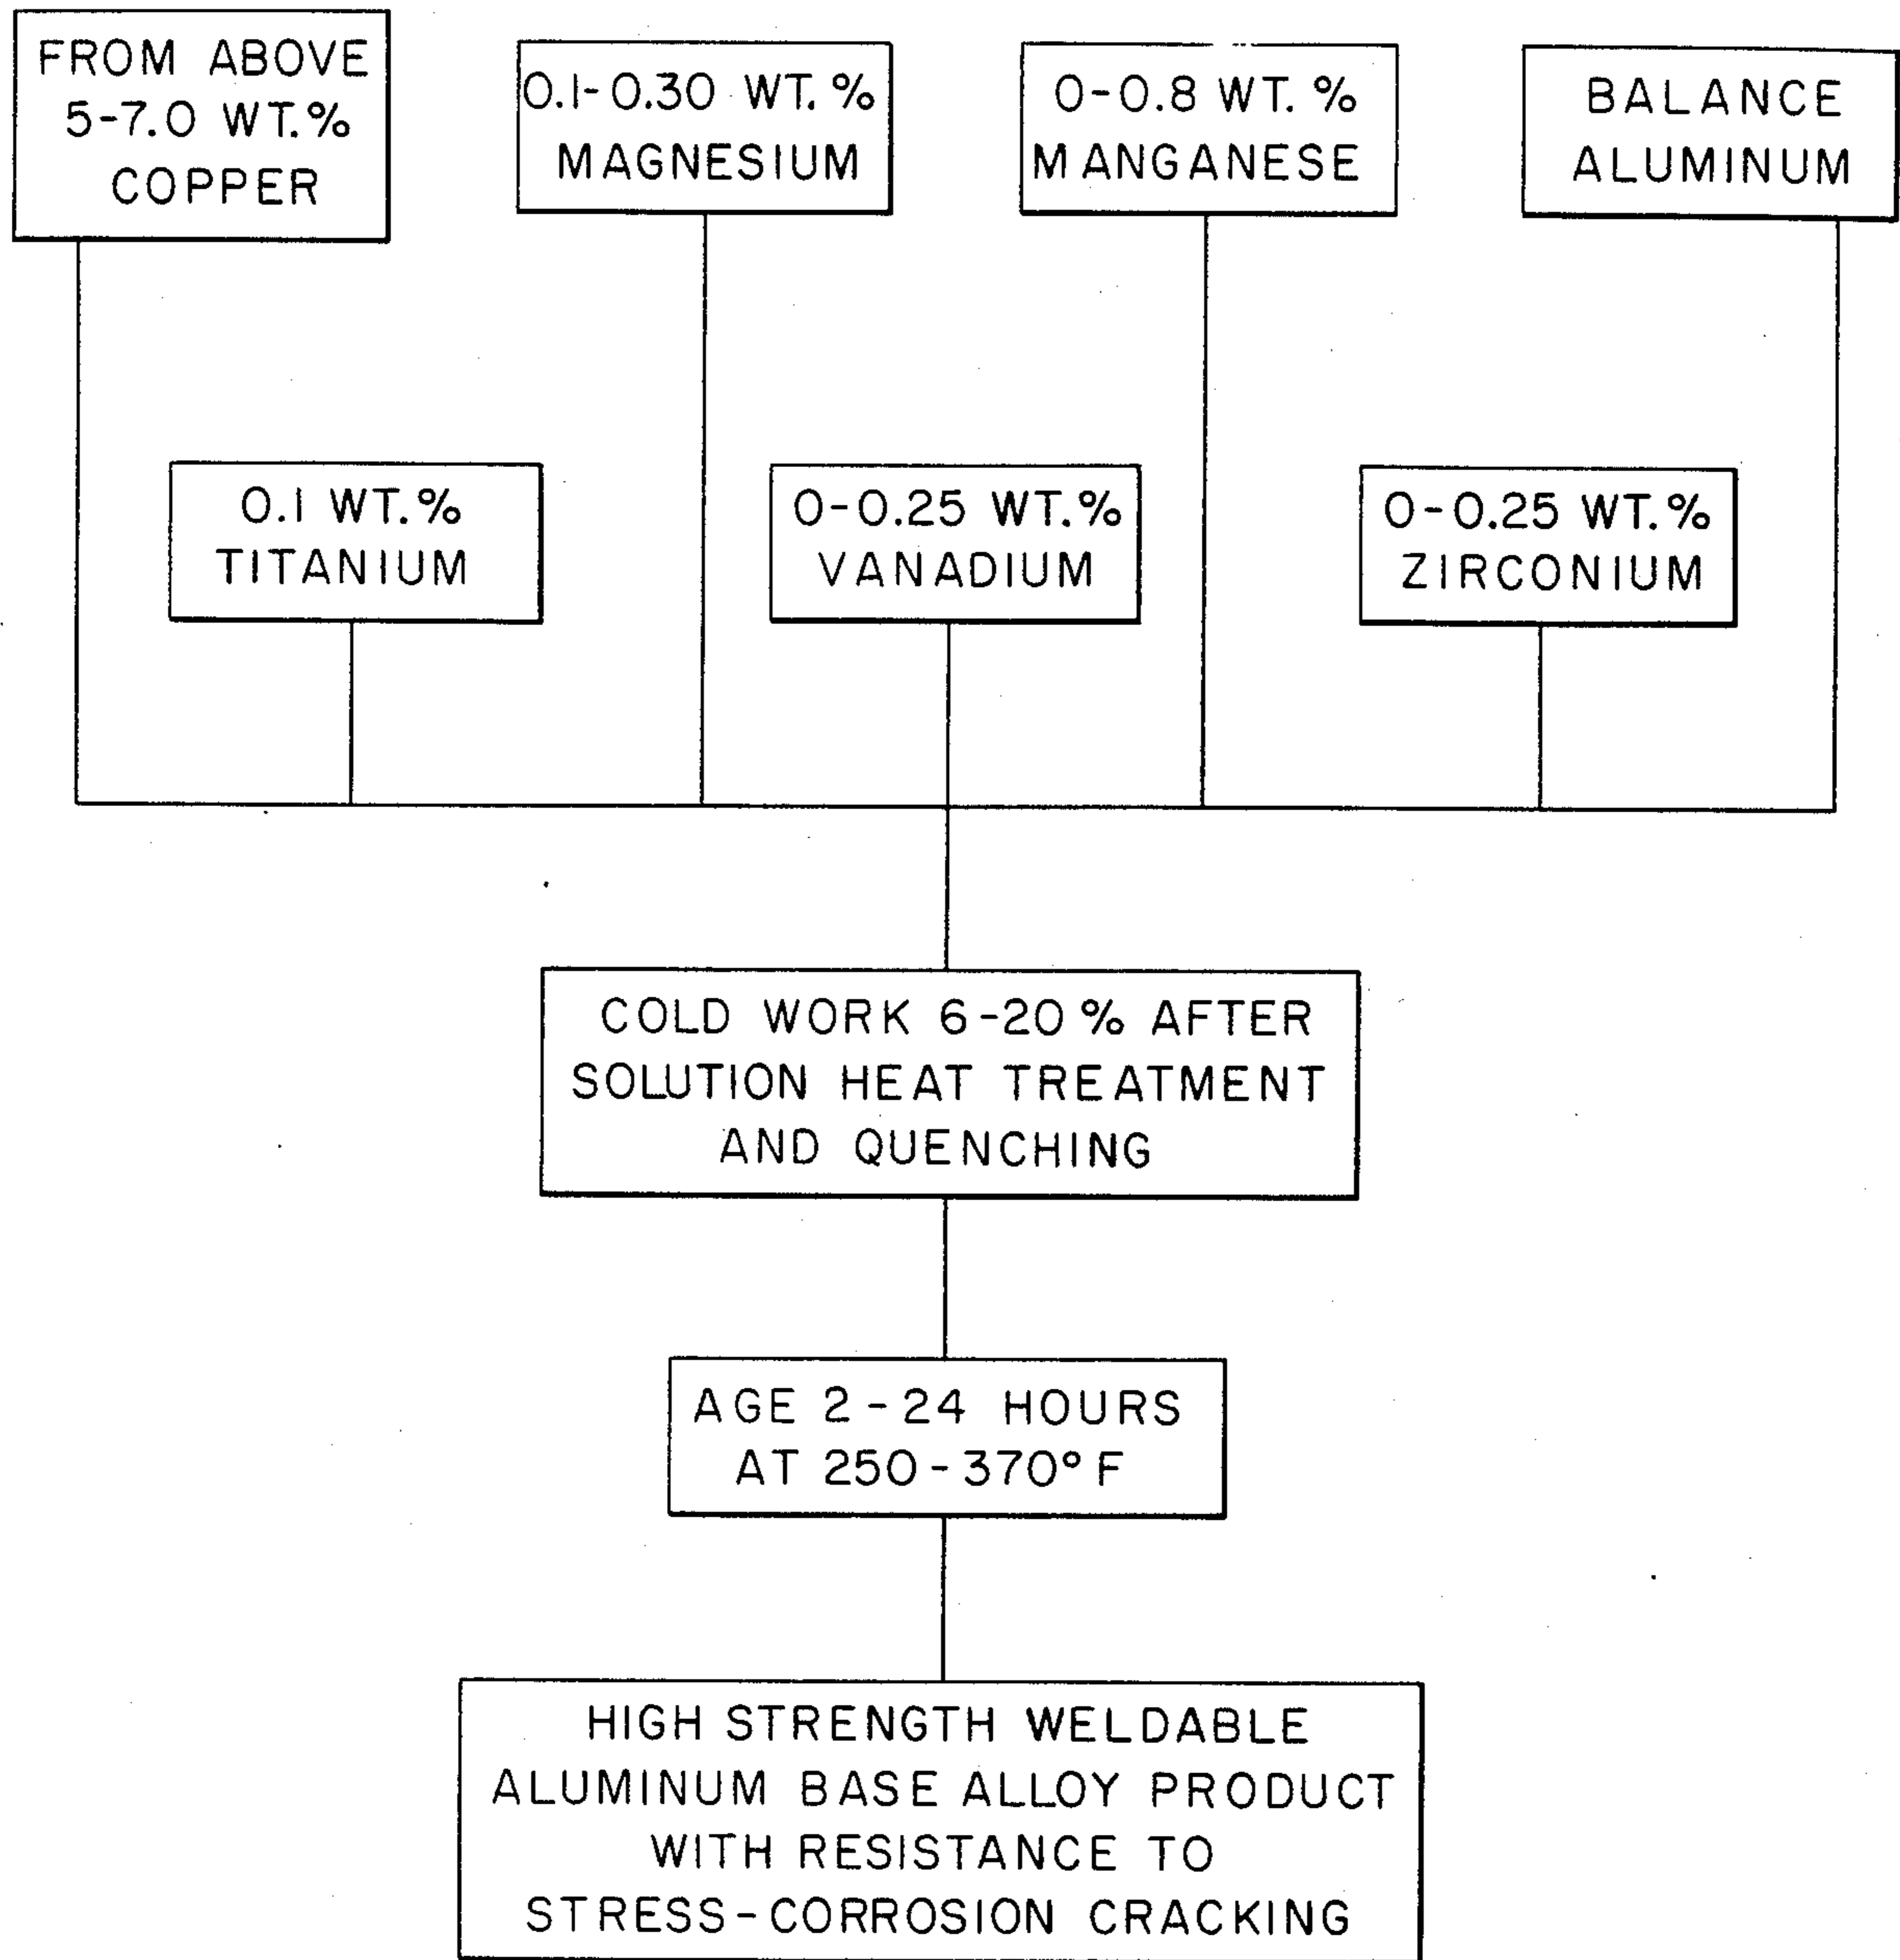 FROM ABOVE
5-7.0 WT.%
COPPER
0.1-0.30 WT. %
MAGNESIUM
0-0.8 WT. %
MANGANESE
BALANCE
ALUMINUM
0.1 WT.%
TITANIUM
0-0.25 WT.%
VANADIUM
0-0.25 WT.%
ZIRCONIUM
COLD WORK 6-20% AFTER
SOLUTION HEAT TREATMENT
AND QUENCHING
AGE 2-24 HOURS
AT 250-370°F
HIGH STRENGTH WELDABLE
ALUMINUM BASE ALLOY PRODUCT
WITH RESISTANCE TO
STRESS-CORROSION CRACKING